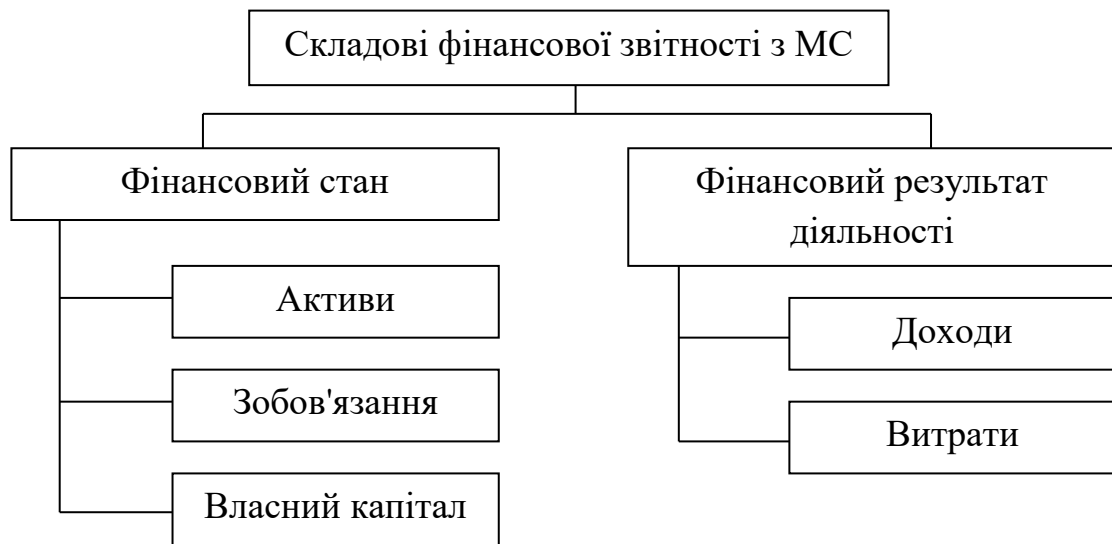 Складові фінансової звітності з МС
Фінансовий стан
Активи
Зобов'язання
Власний капітал
Фінансовий результат
діяльності
Доходи
Витрати